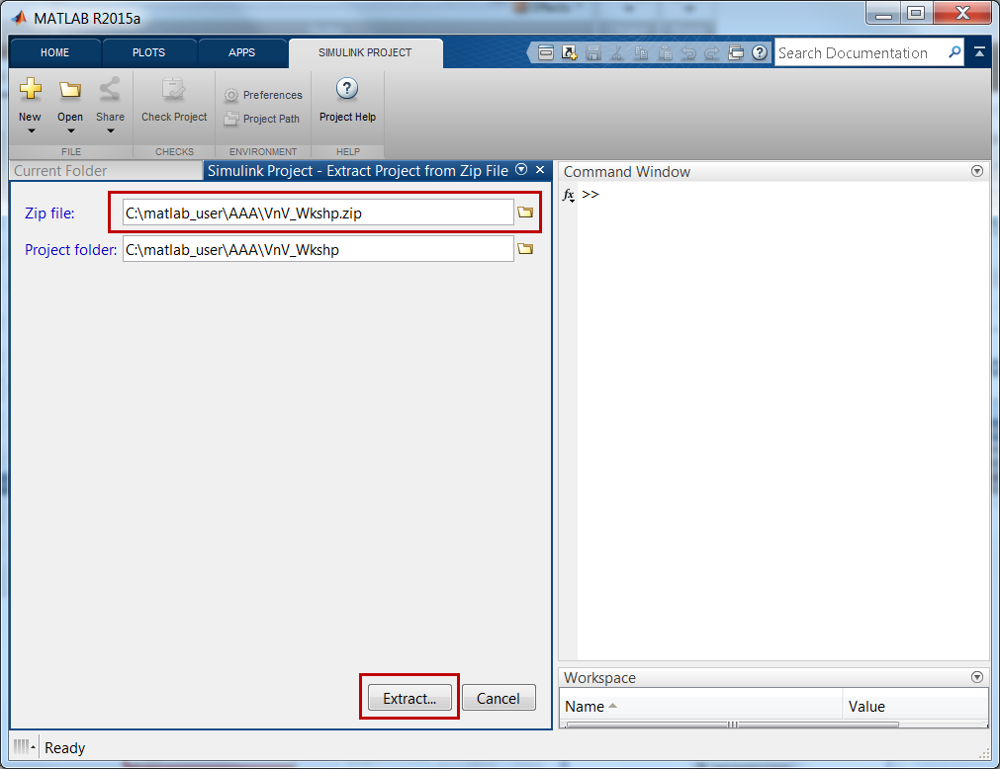 MATLAB R2015a
HOME PLOTS APPS SIMULINK PROJECT
Search Documentation
New Open Share Check Project Preferences Project Path Project Help
FILE CHECKS ENVIRONMENT HELP
Current Folder
Simulink Project - Extract Project from Zip File
Zip file: C:\matlab_user\AAA\VnV_Wkshp.zip
Project folder: C:\matlab_user\AAA\VnV_Wkshp
Extract... Cancel
Command Window
fx >>
Workspace
Name Value
Ready